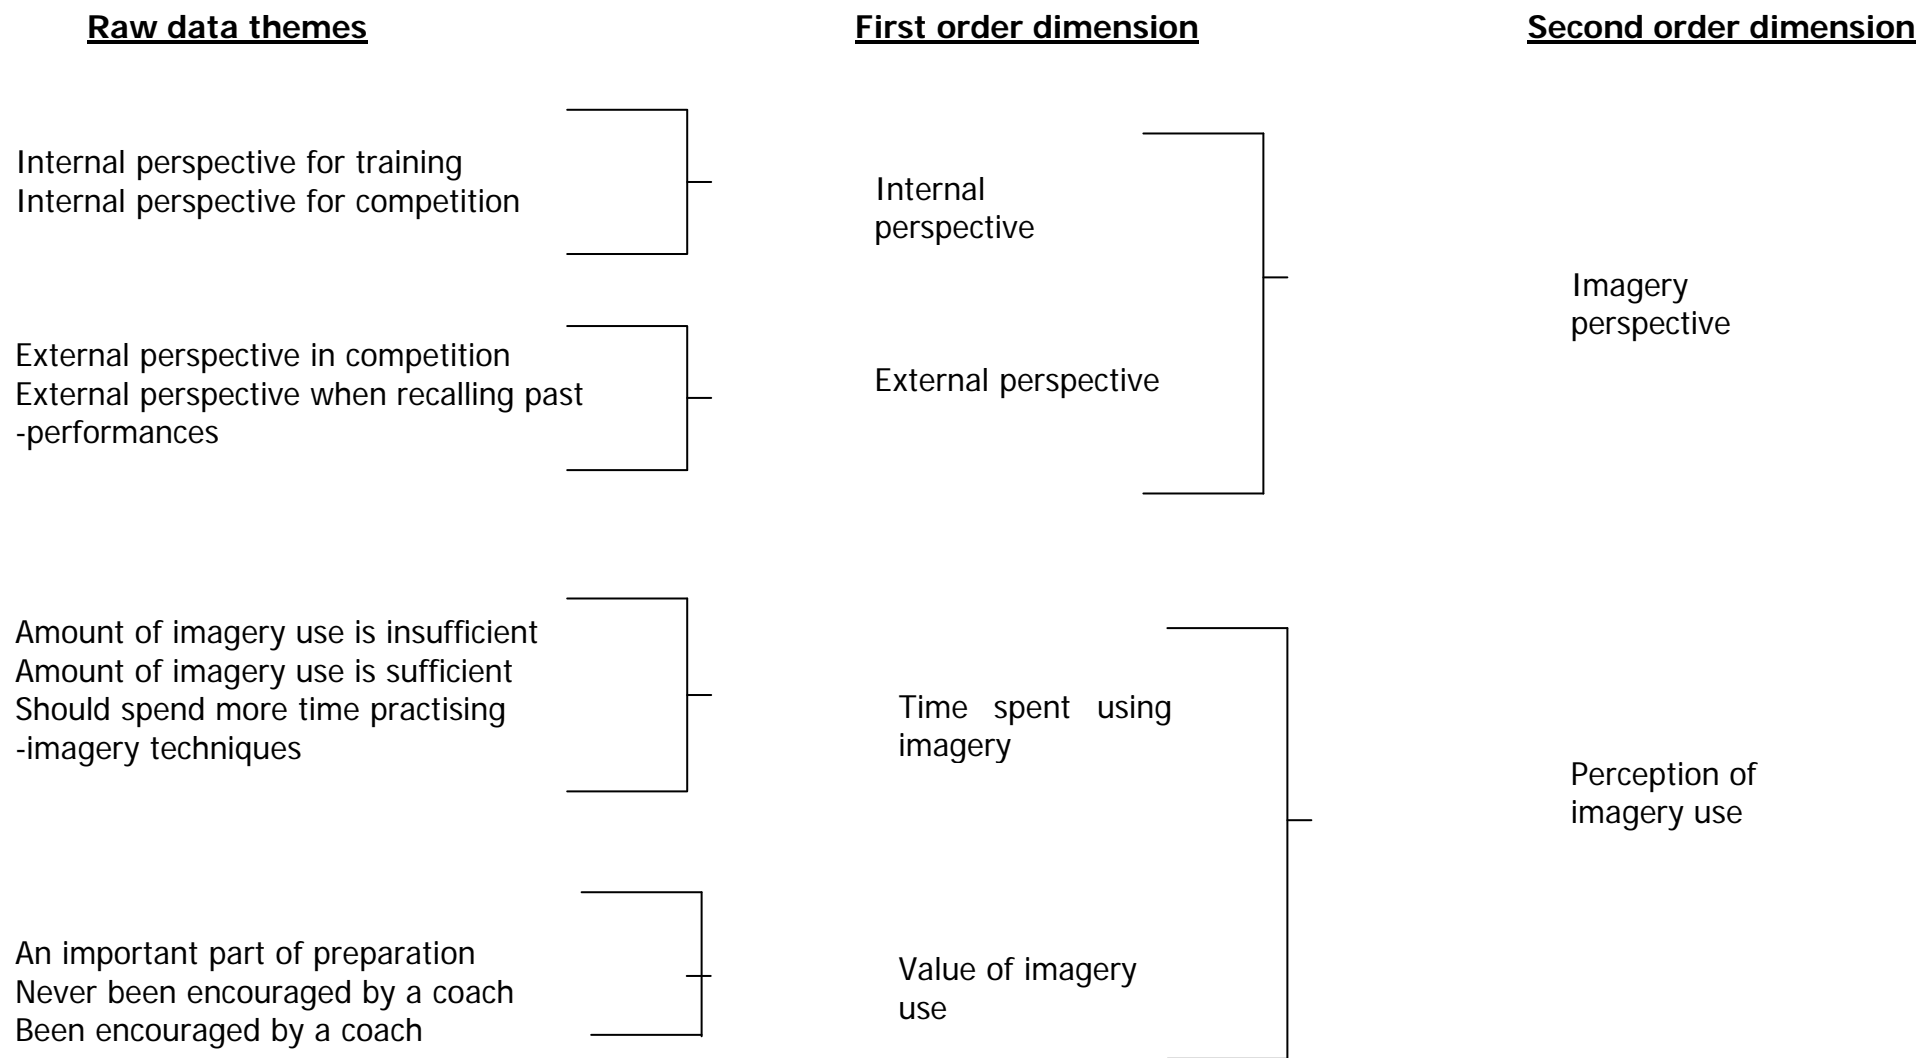 Raw data themes
First order dimension
Second order dimension
Internal perspective for training
Internal perspective for competition
Internal
perspective
Imagery
perspective
External perspective in competition
External perspective when recalling past
-performances
External perspective
Amount of imagery use is insufficient
Amount of imagery use is sufficient
Should spend more time practising
-imagery techniques
Time spent using
imagery
Perception of
imagery use
An important part of preparation
Never been encouraged by a coach
Been encouraged by a coach
Value of imagery
use